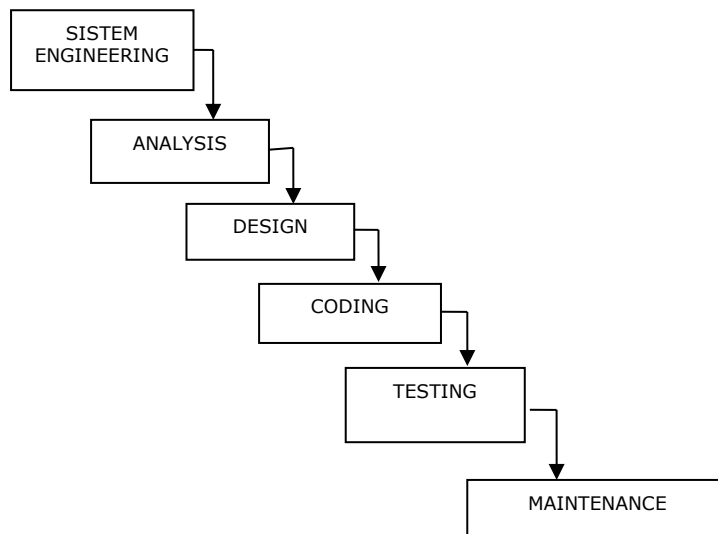 SISTEM
ENGINEERING
ANALYSIS
DESIGN
CODING
TESTING
MAINTENANCE